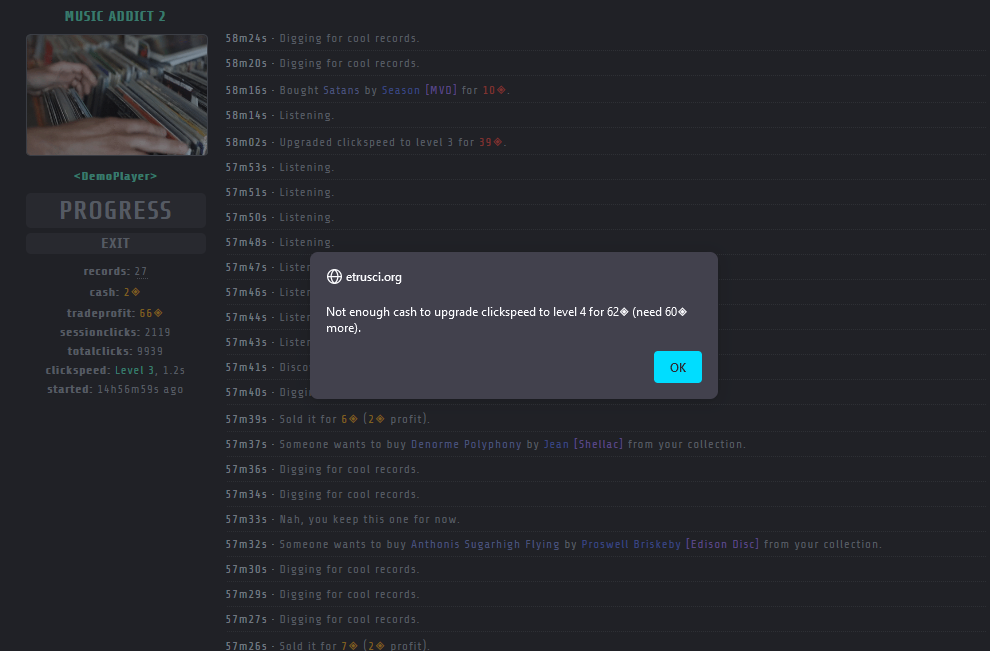 MUSIC ADDICT 2
<DemoPlayer>
PROGRESS
EXIT
records: 27
cash: 2◈
tradeprofit: 66◈
sessionclicks: 2119
totalclicks: 9939
clickspeed: Level 3, 1.2s
started: 14h56m59s ago
58m24s - Digging for cool records.
58m20s - Digging for cool records.
58m16s - Bought Satans by Season [MVD] for 10◈.
58m14s - Listening.
58m02s - Upgraded clickspeed to level 3 for 39◈.
57m53s - Listening.
57m51s - Listening.
57m50s - Listening.
57m48s - Listening.
57m47s - Listen
57m46s - Listen
57m44s - Listen
57m43s - Listen
57m41s - Disco
57m40s - Diggi
57m39s - Sold it for 6◈ (2◈ profit).
57m37s - Someone wants to buy Denorme Polyphony by Jean [Shellac] from your collection.
57m36s - Digging for cool records.
57m34s - Digging for cool records.
57m33s - Nah, you keep this one for now.
57m32s - Someone wants to buy Anthonis Sugarhigh Flying by Proswell Briskeby [Edison Disc] from your collection.
57m30s - Digging for cool records.
57m29s - Digging for cool records.
57m27s - Digging for cool records.
57m26s - Sold it for 7◈ (2◈ profit).
etrusci.org
Not enough cash to upgrade clickspeed to level 4 for 62◈ (need 60◈
more).
OK